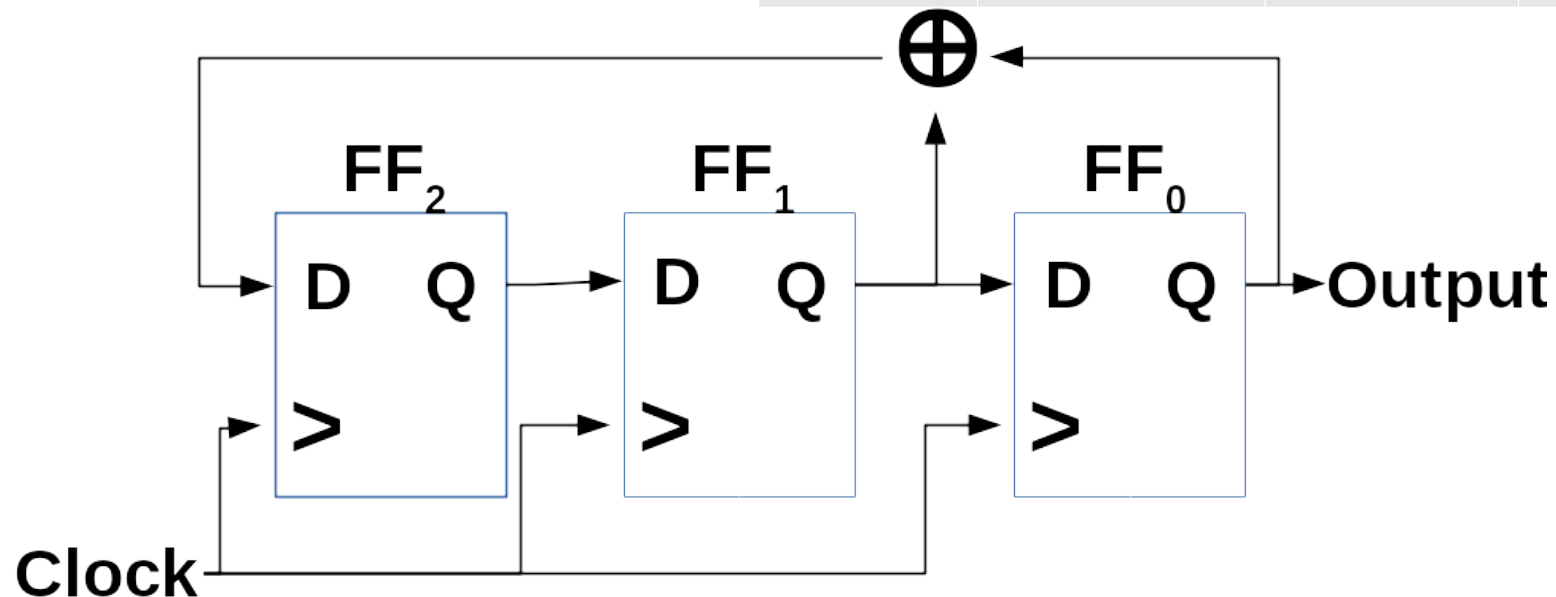 ⊕
FF2 FF1 FF0
D Q D Q D Q Output
> > >
Clock